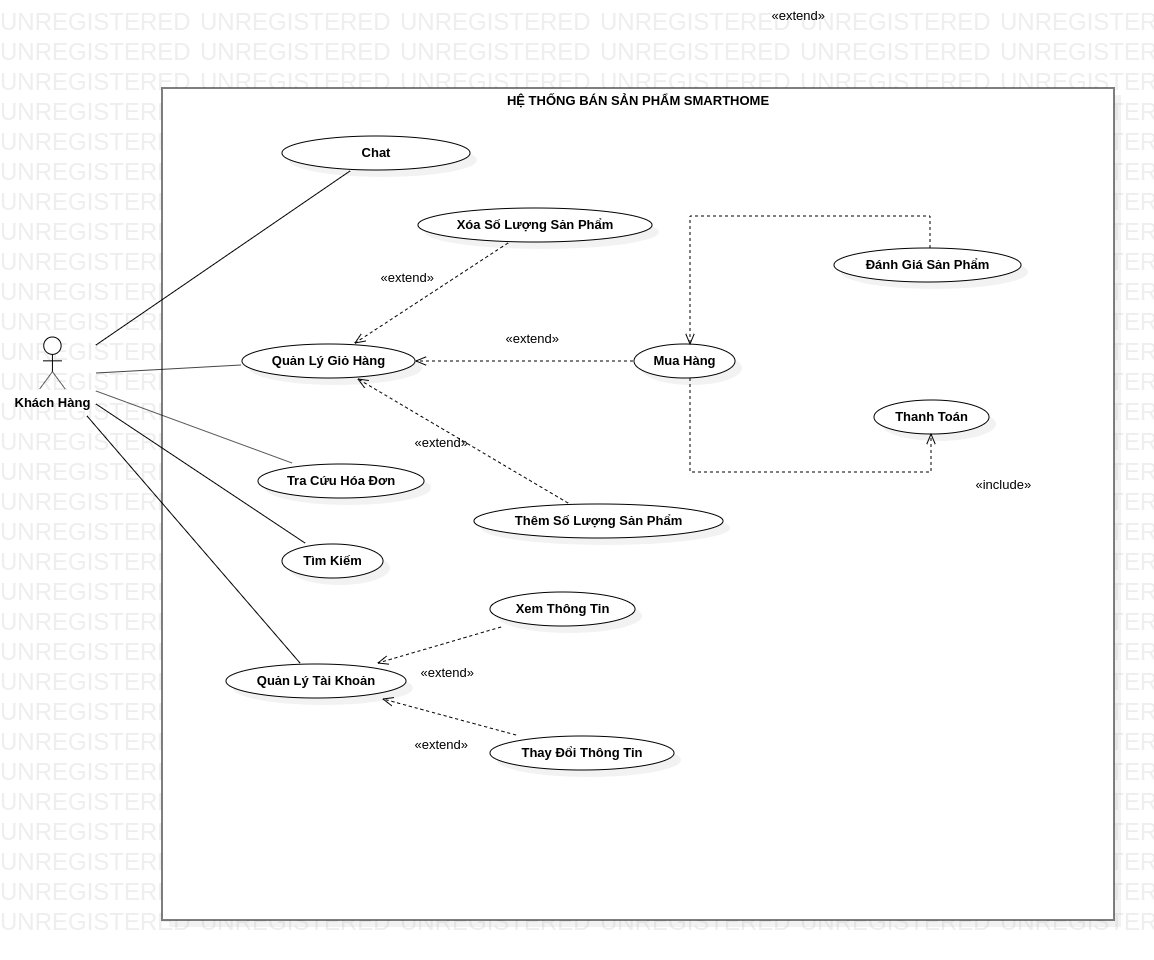 «extend»
HỆ THỐNG BÁN SẢN PHẨM SMARTHOME
Chat
Xóa Số Lượng Sản Phẩm
Đánh Giá Sản Phẩm
«extend»
«extend»
Quản Lý Giỏ Hàng
Mua Hàng
Khách Hàng
Thanh Toán
«extend»
Tra Cứu Hóa Đơn
«include»
Thêm Số Lượng Sản Phẩm
Tìm Kiếm
Xem Thông Tin
«extend»
Quản Lý Tài Khoản
«extend»
Thay Đổi Thông Tin
UNREGISTERED